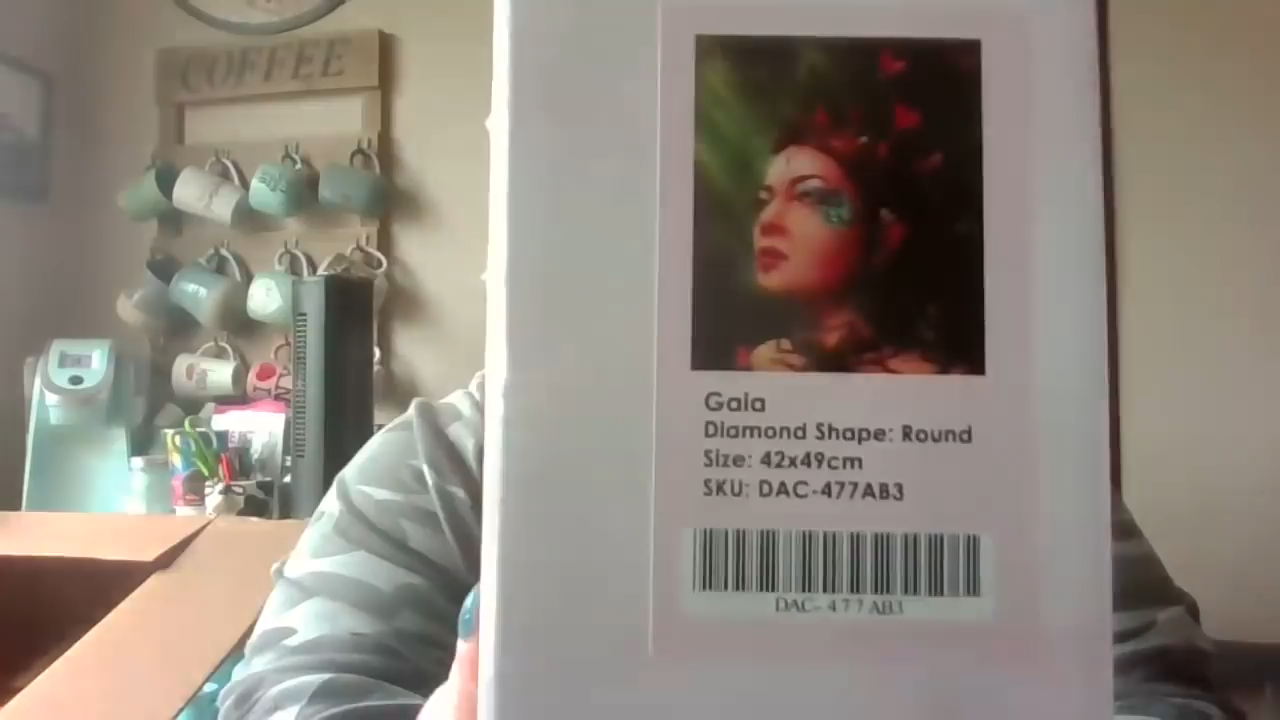 COFFEE
Gaia
Diamond Shape: Round
Size: 42x49cm
SKU: DAC-477AB3
DAC-477AB3